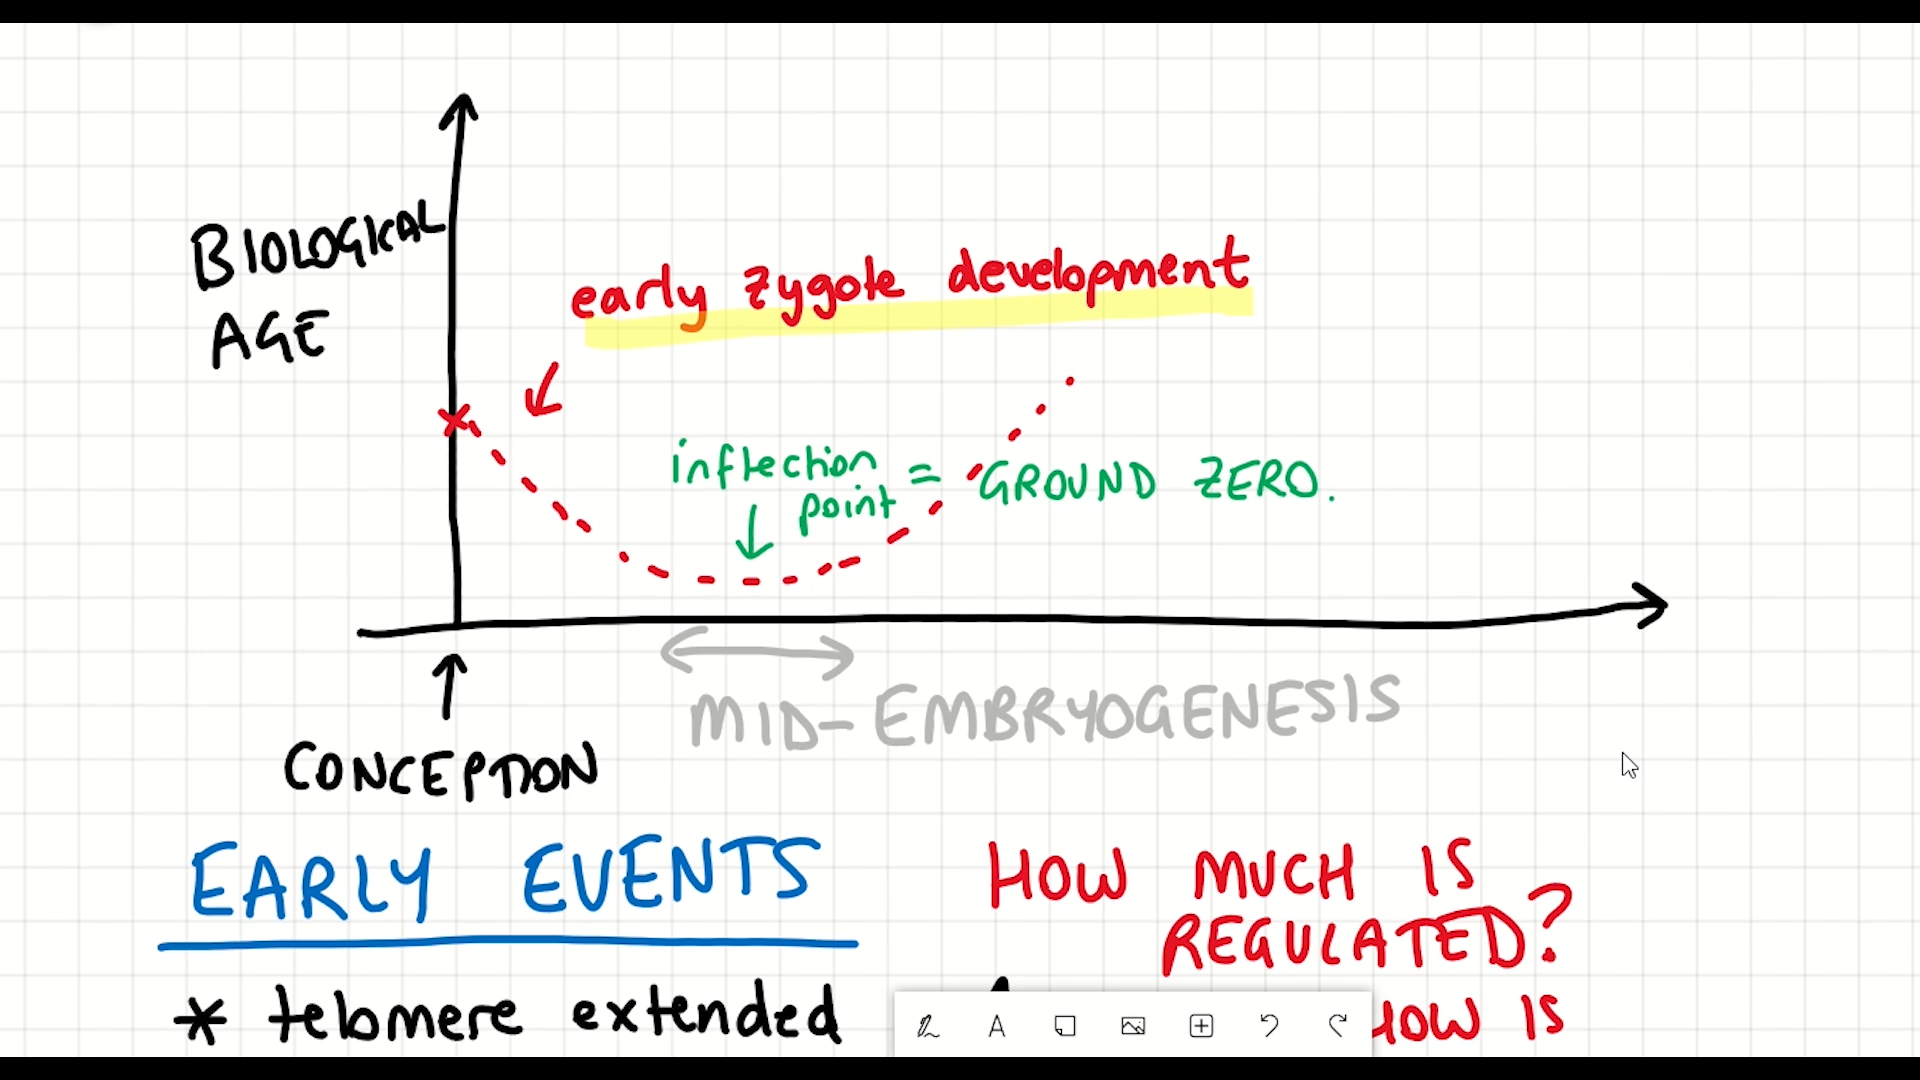 BIOLOGICAL
AGE
early zygote development
inflection
point = GROUND ZERO.
MID-EMBRYOGENESIS
CONCEPTION
EARLY EVENTS
* telomere extended
HOW MUCH IS
REGULATED?
HOW IS
A